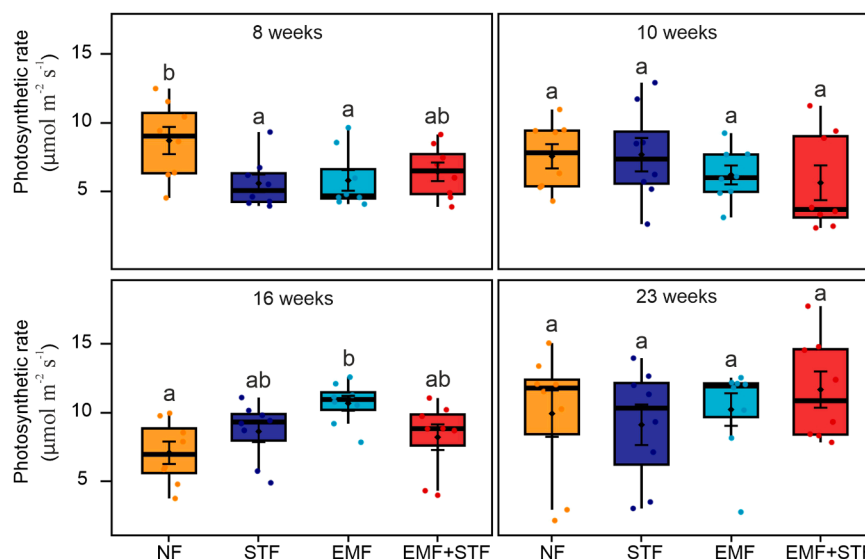 8 weeks
10 weeks
Photosynthetic rate
(μmol m⁻² s⁻¹)
15
10
5
b
a
a
ab
a
a
a
a
16 weeks
23 weeks
Photosynthetic rate
(μmol m⁻² s⁻¹)
15
10
5
a
ab
b
ab
a
a
a
a
NF
STF
EMF
EMF+STF
NF
STF
EMF
EMF+STF